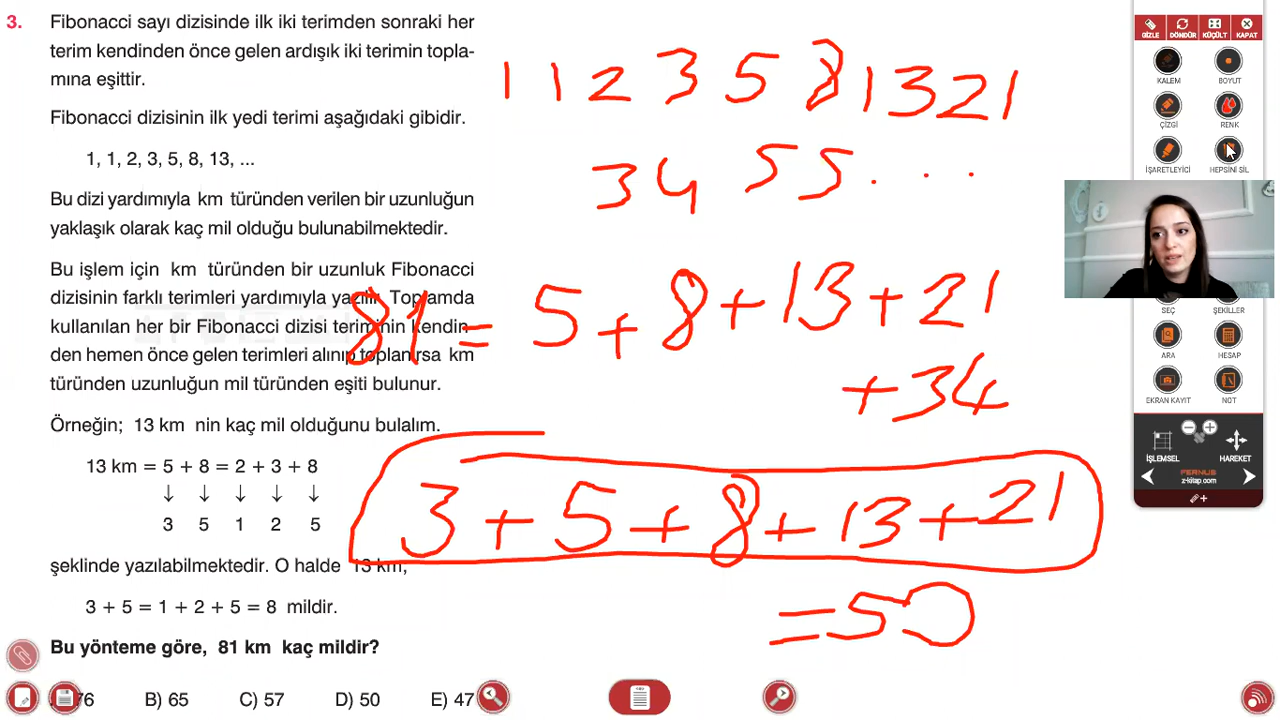 3. Fibonacci sayı dizisinde ilk iki terimden sonraki her
terim kendinden önce gelen ardışık iki terimin topla-
mına eşittir.
Fibonacci dizisinin ilk yedi terimi aşağıdaki gibidir.
1, 1, 2, 3, 5, 8, 13, ...
Bu dizi yardımıyla km türünden verilen bir uzunluğun
yaklaşık olarak kaç mil olduğu bulunabilmektedir.
Bu işlem için km türünden bir uzunluk Fibonacci
dizisinin farklı terimleri yardımıyla yazılır. Toplamda
kullanılan her bir Fibonacci dizisi teriminin kendin-
den hemen önce gelen terimleri alınıp toplanırsa km
türünden uzunluğun mil türünden eşiti bulunur.
Örneğin; 13 km nin kaç mil olduğunu bulalım.
13 km = 5 + 8 = 2 + 3 + 8
↓ ↓ ↓ ↓ ↓
3 5 1 2 5
şeklinde yazılabilmektedir. O halde 13 km,
3 + 5 = 1 + 2 + 5 = 8 mildir.
Bu yönteme göre, 81 km kaç mildir?
76 B) 65 C) 57 D) 50 E) 47
1 1 2 3 5 8 13 21
34 55 . . .
81 = 5 + 8 + 13 + 21
+ 34
3 + 5 + 8 + 13 + 21
= 50
GİZLE DÖNDÜR KÜÇÜLT KAPAT
KALEM BOYUT
ÇİZGİ RENK
İŞARETLEYİCİ HEPSİNİ SİL
SEÇ ŞEKİLLER
ARA HESAP
EKRAN KAYIT NOT
İŞLEMSEL HAREKET
FERNUS
z-kitap.com